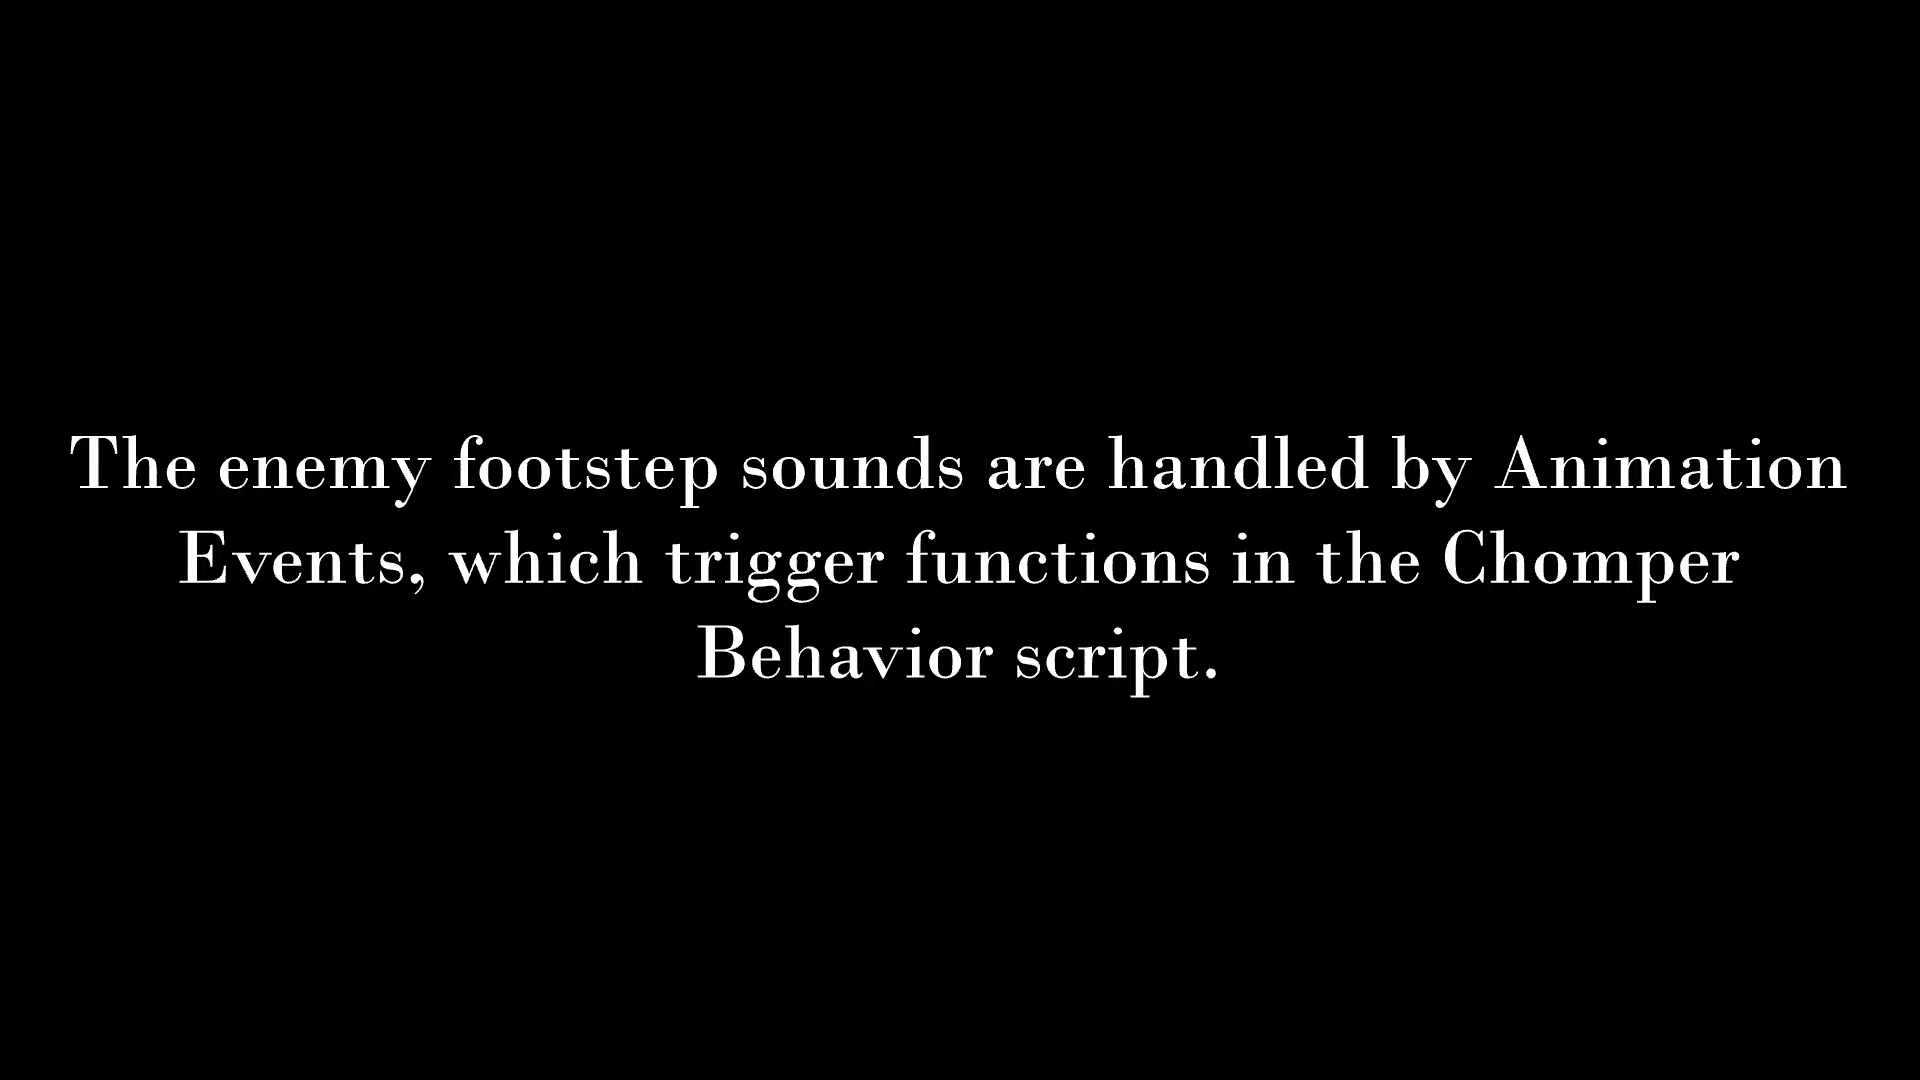 The enemy footstep sounds are handled by Animation
Events, which trigger functions in the Chomper
Behavior script.